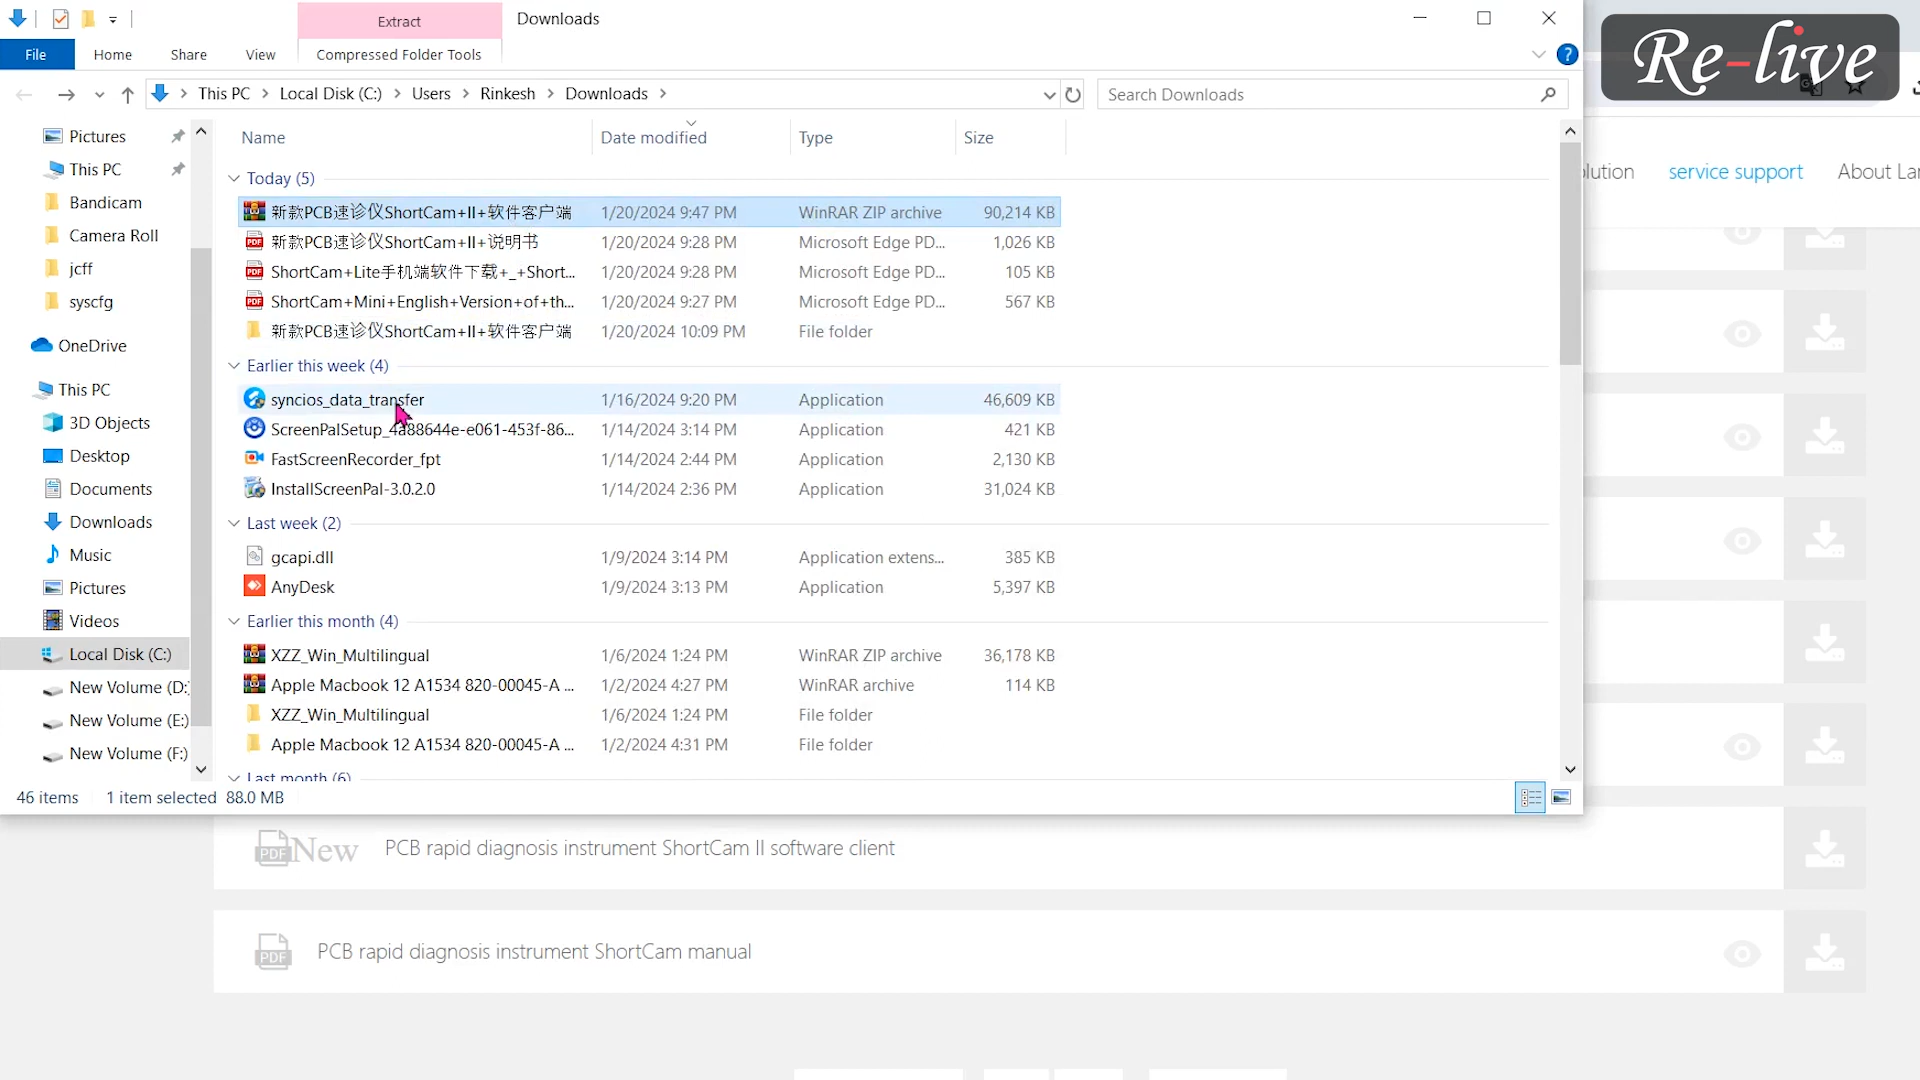 Extract
Downloads
File
Home
Share
View
Compressed Folder Tools
This PC > Local Disk (C:) > Users > Rinkesh > Downloads >
Search Downloads
Re-live
Pictures
This PC
Bandicam
Camera Roll
jcff
syscfg
OneDrive
This PC
3D Objects
Desktop
Documents
Downloads
Music
Pictures
Videos
Local Disk (C:)
New Volume (D:)
New Volume (E:)
New Volume (F:)
Name Date modified Type Size
Today (5)
新款PCB速诊仪ShortCam+II+软件客户端 1/20/2024 9:47 PM WinRAR ZIP archive 90,214 KB
新款PCB速诊仪ShortCam+II+说明书 1/20/2024 9:28 PM Microsoft Edge PD... 1,026 KB
ShortCam+Lite手机端软件下载+_+Short... 1/20/2024 9:28 PM Microsoft Edge PD... 105 KB
ShortCam+Mini+English+Version+of+th... 1/20/2024 9:27 PM Microsoft Edge PD... 567 KB
新款PCB速诊仪ShortCam+II+软件客户端 1/20/2024 10:09 PM File folder
Earlier this week (4)
syncios_data_transfer 1/16/2024 9:20 PM Application 46,609 KB
ScreenPalSetup_4a88644e-e061-453f-86... 1/14/2024 3:14 PM Application 421 KB
FastScreenRecorder_fpt 1/14/2024 2:44 PM Application 2,130 KB
InstallScreenPal-3.0.2.0 1/14/2024 2:36 PM Application 31,024 KB
Last week (2)
gcapi.dll 1/9/2024 3:14 PM Application extens... 385 KB
AnyDesk 1/9/2024 3:13 PM Application 5,397 KB
Earlier this month (4)
XZZ_Win_Multilingual 1/6/2024 1:24 PM WinRAR ZIP archive 36,178 KB
Apple Macbook 12 A1534 820-00045-A ... 1/2/2024 4:27 PM WinRAR archive 114 KB
XZZ_Win_Multilingual 1/6/2024 1:24 PM File folder
Apple Macbook 12 A1534 820-00045-A ... 1/2/2024 4:31 PM File folder
Last month (6)
46 items 1 item selected 88.0 MB
lution service support About Lar
PDF New PCB rapid diagnosis instrument ShortCam II software client
PDF PCB rapid diagnosis instrument ShortCam manual